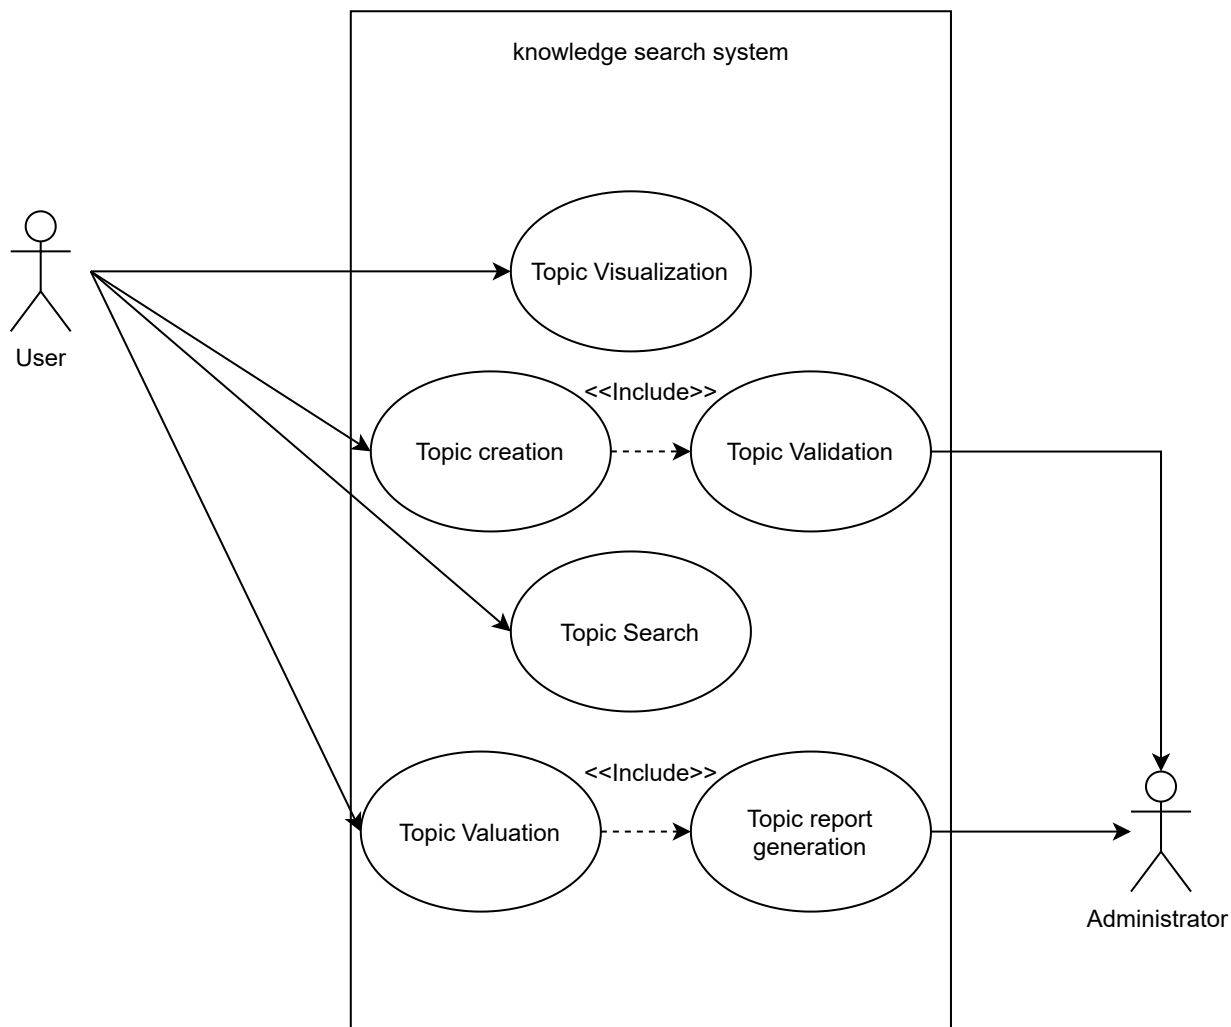 knowledge search system
Topic Visualization
User
<<Include>>
Topic creation
Topic Validation
Topic Search
<<Include>>
Topic Valuation
Topic report
generation
Administrator